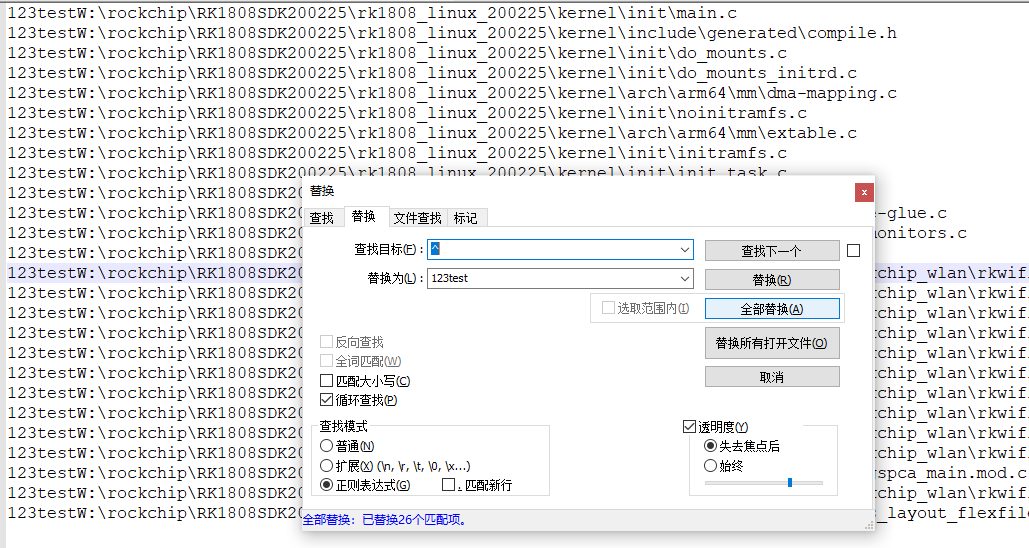 123testW:\rockchip\RK1808SDK200225\rk1808_linux_200225\kernel\init\main.c
123testW:\rockchip\RK1808SDK200225\rk1808_linux_200225\kernel\include\generated\compile.h
123testW:\rockchip\RK1808SDK200225\rk1808_linux_200225\kernel\init\do_mounts.c
123testW:\rockchip\RK1808SDK200225\rk1808_linux_200225\kernel\init\do_mounts_initrd.c
123testW:\rockchip\RK1808SDK200225\rk1808_linux_200225\kernel\arch\arm64\mm\dma-mapping.c
123testW:\rockchip\RK1808SDK200225\rk1808_linux_200225\kernel\init\noinitramfs.c
123testW:\rockchip\RK1808SDK200225\rk1808_linux_200225\kernel\arch\arm64\mm\extable.c
123testW:\rockchip\RK1808SDK200225\rk1808_linux_200225\kernel\init\initramfs.c
123testW:\rockchip\RK1808SDK200225\rk1808_linux_200225\kernel\init\init_task.c
123testW:\rockchip\RK1808SDK20
123testW:\rockchip\RK1808SDK20 -glue.c
123testW:\rockchip\RK1808SDK20 onitors.c
123testW:\rockchip\RK1808SDK20
123testW:\rockchip\RK1808SDK20 chip_wlan\rkwif
123testW:\rockchip\RK1808SDK20 chip_wlan\rkwif
123testW:\rockchip\RK1808SDK20 chip_wlan\rkwif
123testW:\rockchip\RK1808SDK20 chip_wlan\rkwif
123testW:\rockchip\RK1808SDK20 chip_wlan\rkwif
123testW:\rockchip\RK1808SDK20 chip_wlan\rkwif
123testW:\rockchip\RK1808SDK20 chip_wlan\rkwif
123testW:\rockchip\RK1808SDK20 chip_wlan\rkwif
123testW:\rockchip\RK1808SDK20 chip_wlan\rkwif
123testW:\rockchip\RK1808SDK20 chip_wlan\rkwif
123testW:\rockchip\RK1808SDK20 spca_main.mod.c
123testW:\rockchip\RK1808SDK20 chip_wlan\rkwif
123testW:\rockchip\RK1808SDK20 _layout_flexfile
替换
x
查找 替换 文件查找 标记
查找目标(F): ^ 查找下一个
替换为(L): 123test 替换(R)
选取范围内(I) 全部替换(A)
反向查找 替换所有打开文件(O)
全词匹配(W)
匹配大小写(C) 取消
循环查找(P)
查找模式 透明度(Y)
普通(N) 失去焦点后
扩展(X) (\n, \r, \t, \0, \x...) 始终
正则表达式(G) . 匹配新行
全部替换: 已替换26个匹配项。